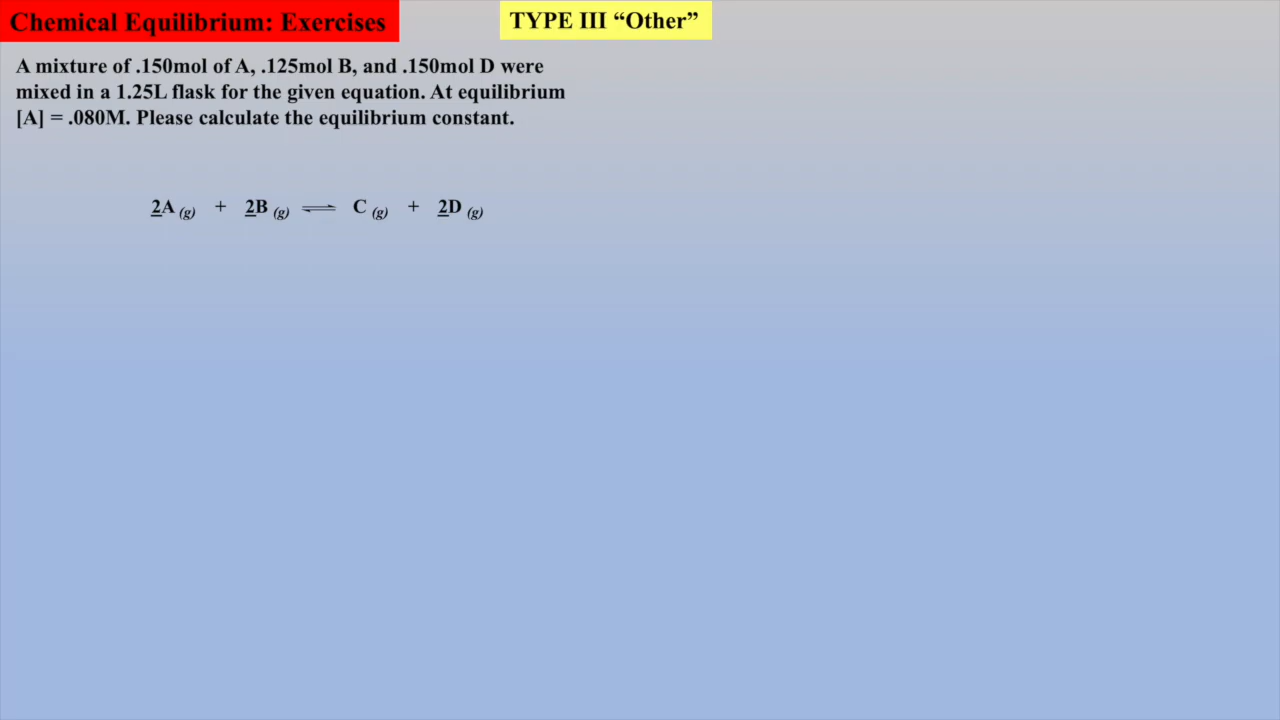 Chemical Equilibrium: Exercises
TYPE III “Other”
A mixture of .150mol of A, .125mol B, and .150mol D were
mixed in a 1.25L flask for the given equation. At equilibrium
[A] = .080M. Please calculate the equilibrium constant.
2A (g) + 2B (g) ⇌ C (g) + 2D (g)